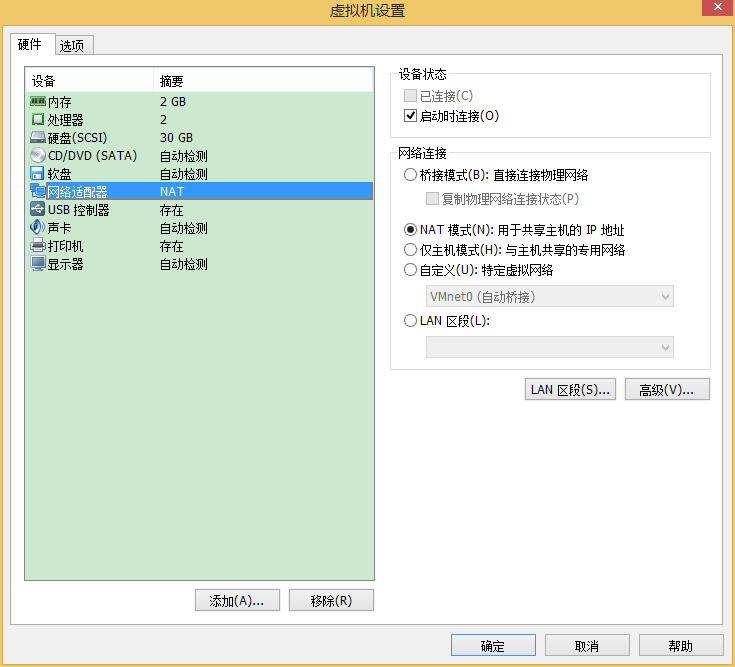 虚拟机设置
硬件 选项
设备 摘要
内存 2 GB
处理器 2
硬盘(SCSI) 30 GB
CD/DVD (SATA) 自动检测
软盘 自动检测
网络适配器 NAT
USB 控制器 存在
声卡 自动检测
打印机 存在
显示器 自动检测
添加(A)... 移除(R)
设备状态
已连接(C)
启动时连接(O)
网络连接
桥接模式(B): 直接连接物理网络
复制物理网络连接状态(P)
NAT 模式(N): 用于共享主机的 IP 地址
仅主机模式(H): 与主机共享的专用网络
自定义(U): 特定虚拟网络
VMnet0 (自动桥接)
LAN 区段(L):
LAN 区段(S)... 高级(V)...
确定 取消 帮助